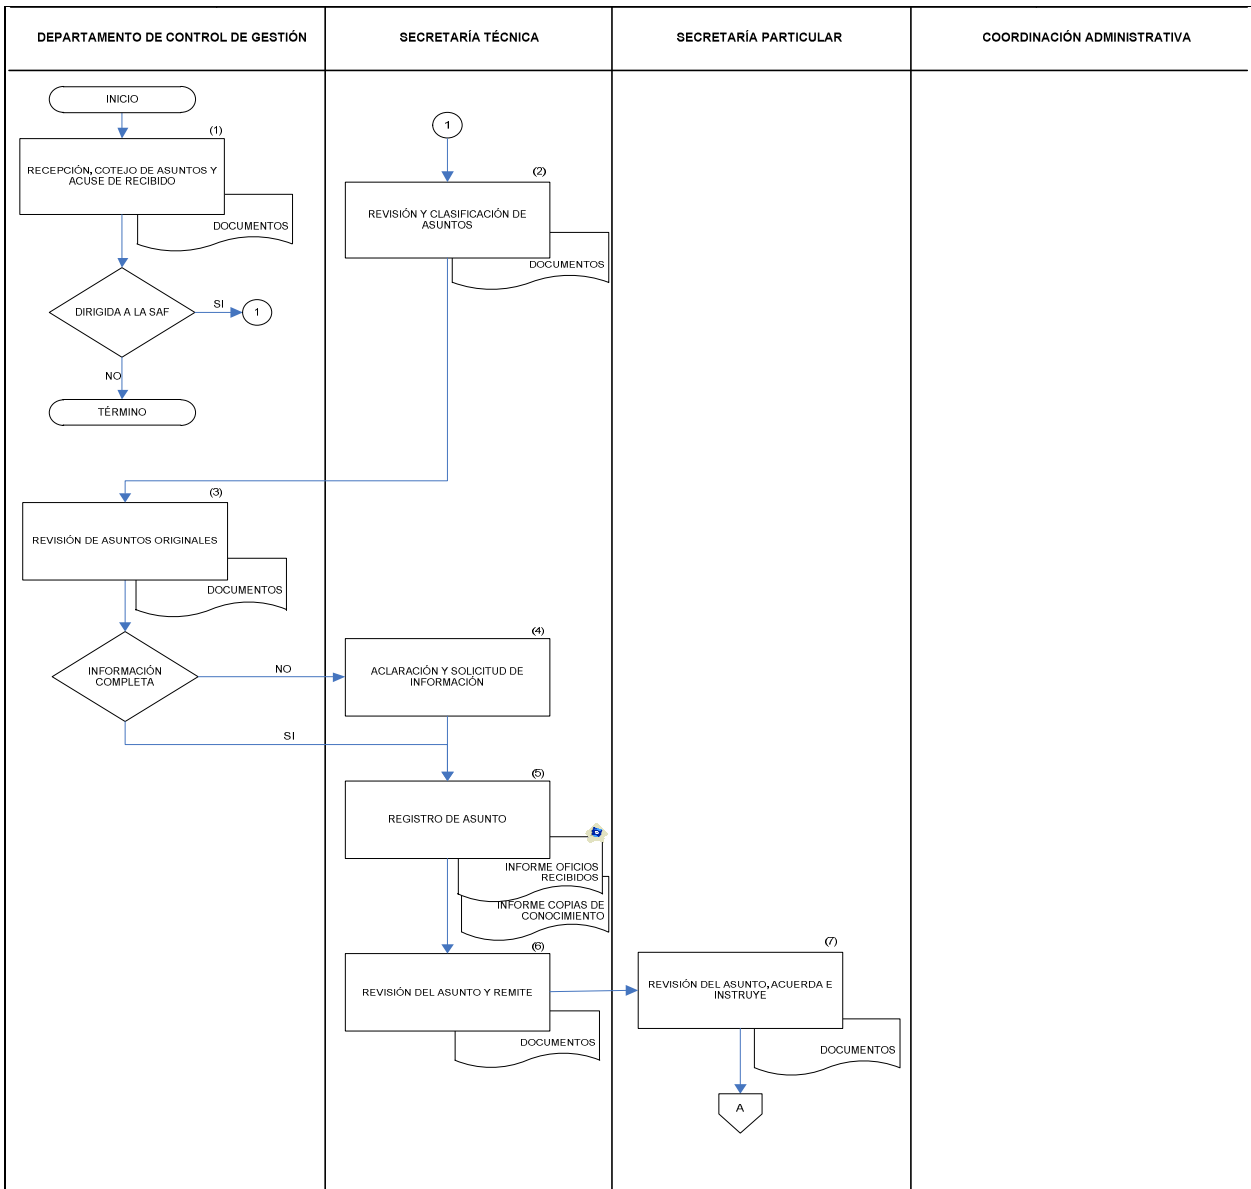 DEPARTAMENTO DE CONTROL DE GESTIÓN
SECRETARÍA TÉCNICA
SECRETARÍA PARTICULAR
COORDINACIÓN ADMINISTRATIVA
INICIO
(1)
RECEPCIÓN, COTEJO DE ASUNTOS Y
ACUSE DE RECIBIDO
DOCUMENTOS
DIRIGIDA A LA SAF
SI
1
NO
TÉRMINO
1
(2)
REVISIÓN Y CLASIFICACIÓN DE
ASUNTOS
DOCUMENTOS
(3)
REVISIÓN DE ASUNTOS ORIGINALES
DOCUMENTOS
INFORMACIÓN
COMPLETA
NO
SI
(4)
ACLARACIÓN Y SOLICITUD DE
INFORMACIÓN
(5)
REGISTRO DE ASUNTO
INFORME OFICIOS
RECIBIDOS
INFORME COPIAS DE
CONOCIMIENTO
(6)
REVISIÓN DEL ASUNTO Y REMITE
DOCUMENTOS
(7)
REVISIÓN DEL ASUNTO, ACUERDA E
INSTRUYE
DOCUMENTOS
A